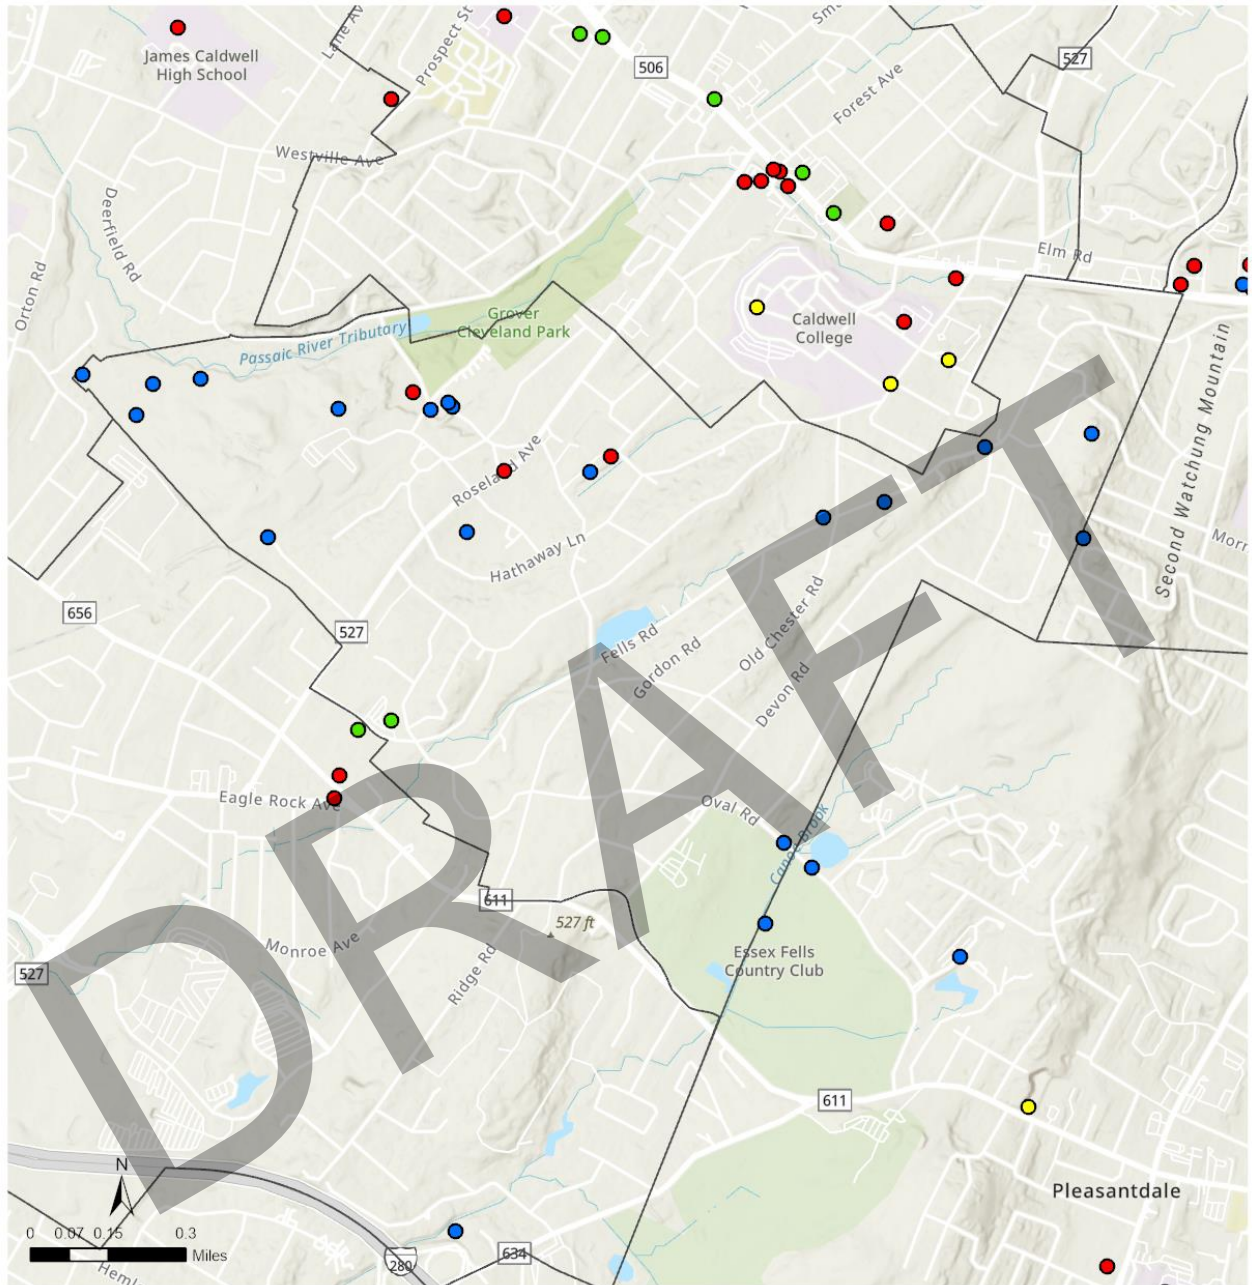 James Caldwell
High School
Lane Av
Prospect St
506
527
Forest Ave
Westville Ave
Deerfield Rd
Orton Rd
Elm Rd
Grover
Cleveland Park
Passaic River Tributary
Caldwell
College
Second Watchung Mountain
Roseland Ave
Hathaway Ln
Morr
656
527
Fells Rd
Gordon Rd
Old Chester Rd
Devon Rd
DRAFT
Eagle Rock Ave
Oval Rd
Canoe Brook
611
527 ft
Monroe Ave
Ridge Rd
Essex Fells
Country Club
527
611
N
Pleasantdale
0 0.07 0.15 0.3
Miles
280
634